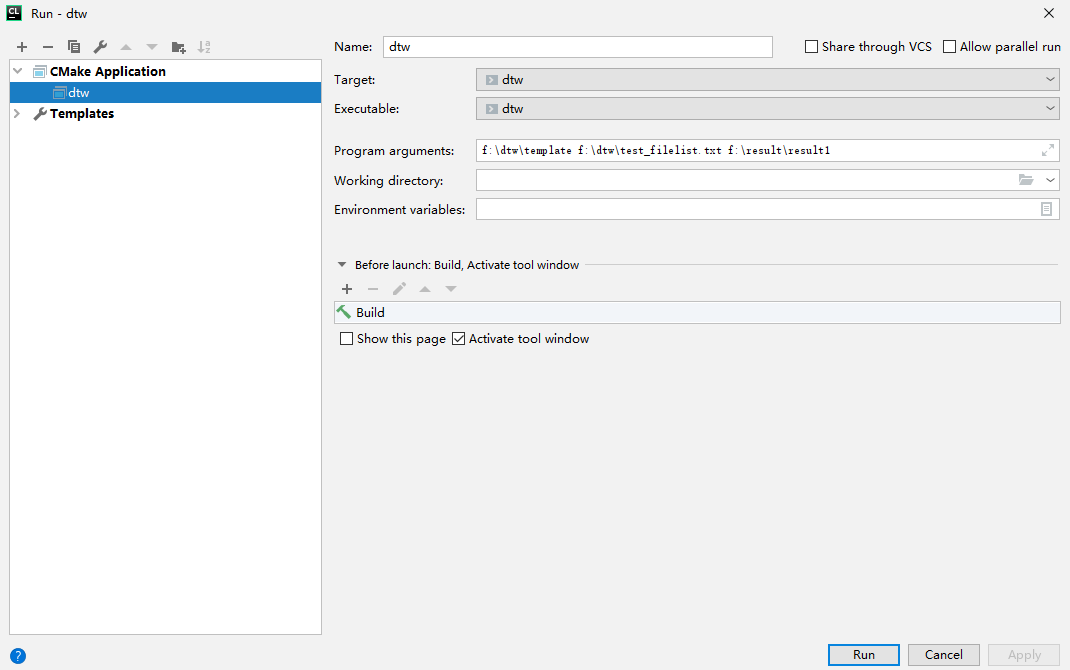 CL Run - dtw
Name: dtw Share through VCS Allow parallel run
CMake Application
dtw
Templates
Target: dtw
Executable: dtw
Program arguments: f:\dtw\template f:\dtw\test_filelist.txt f:\result\result1
Working directory:
Environment variables:
Before launch: Build, Activate tool window
Build
Show this page Activate tool window
? Run Cancel Apply